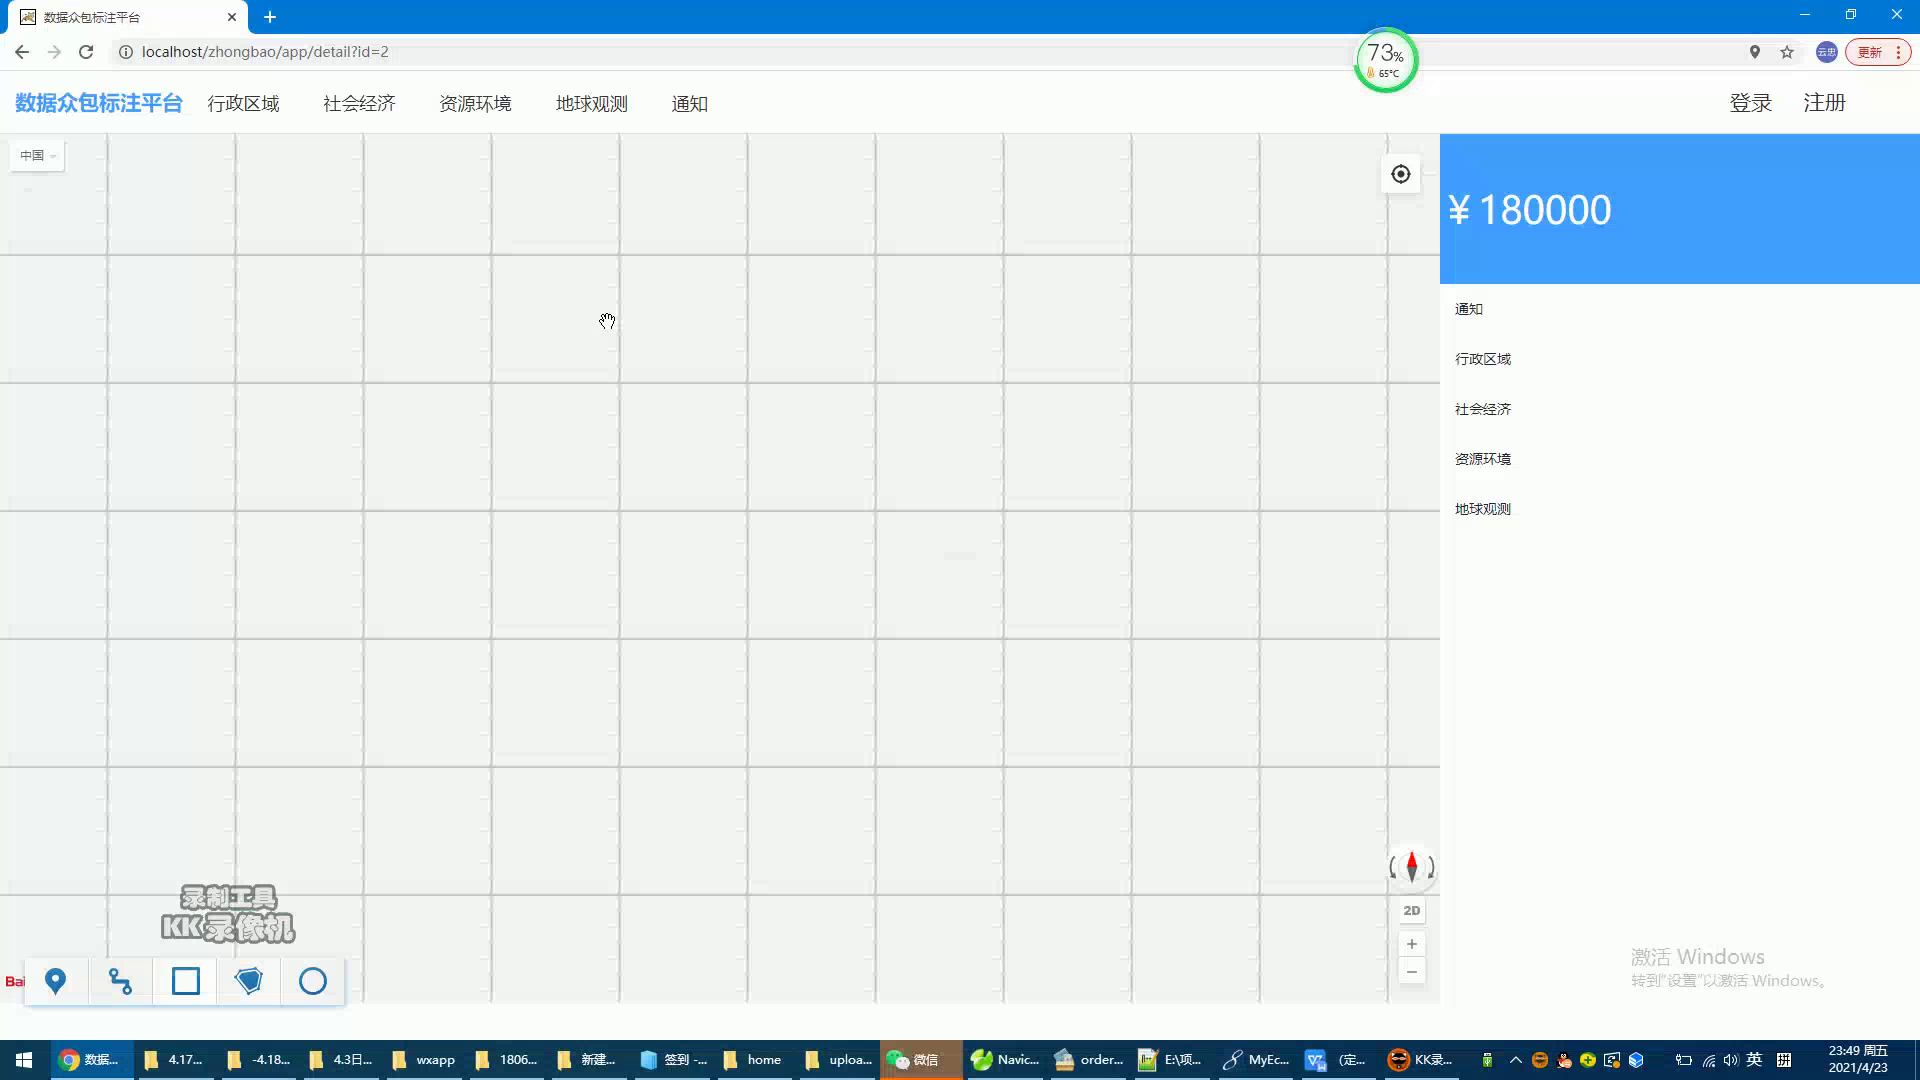 数据众包标注平台
localhost/zhongbao/app/detail?id=2
73%
65°C
云忠
更新
数据众包标注平台 行政区域 社会经济 资源环境 地球观测 通知 登录 注册
中国
¥ 180000
通知
行政区域
社会经济
资源环境
地球观测
2D
录制工具
KK录像机
Bai
激活 Windows
转到"设置"以激活 Windows。
数据... 4.17... -4.18... 4.3日... wxapp 1806... 新建... 签到 -... home uploa... 微信 Navic... order... E:\项... MyEc... (定... KK录... 英
23:49 周五
2021/4/23